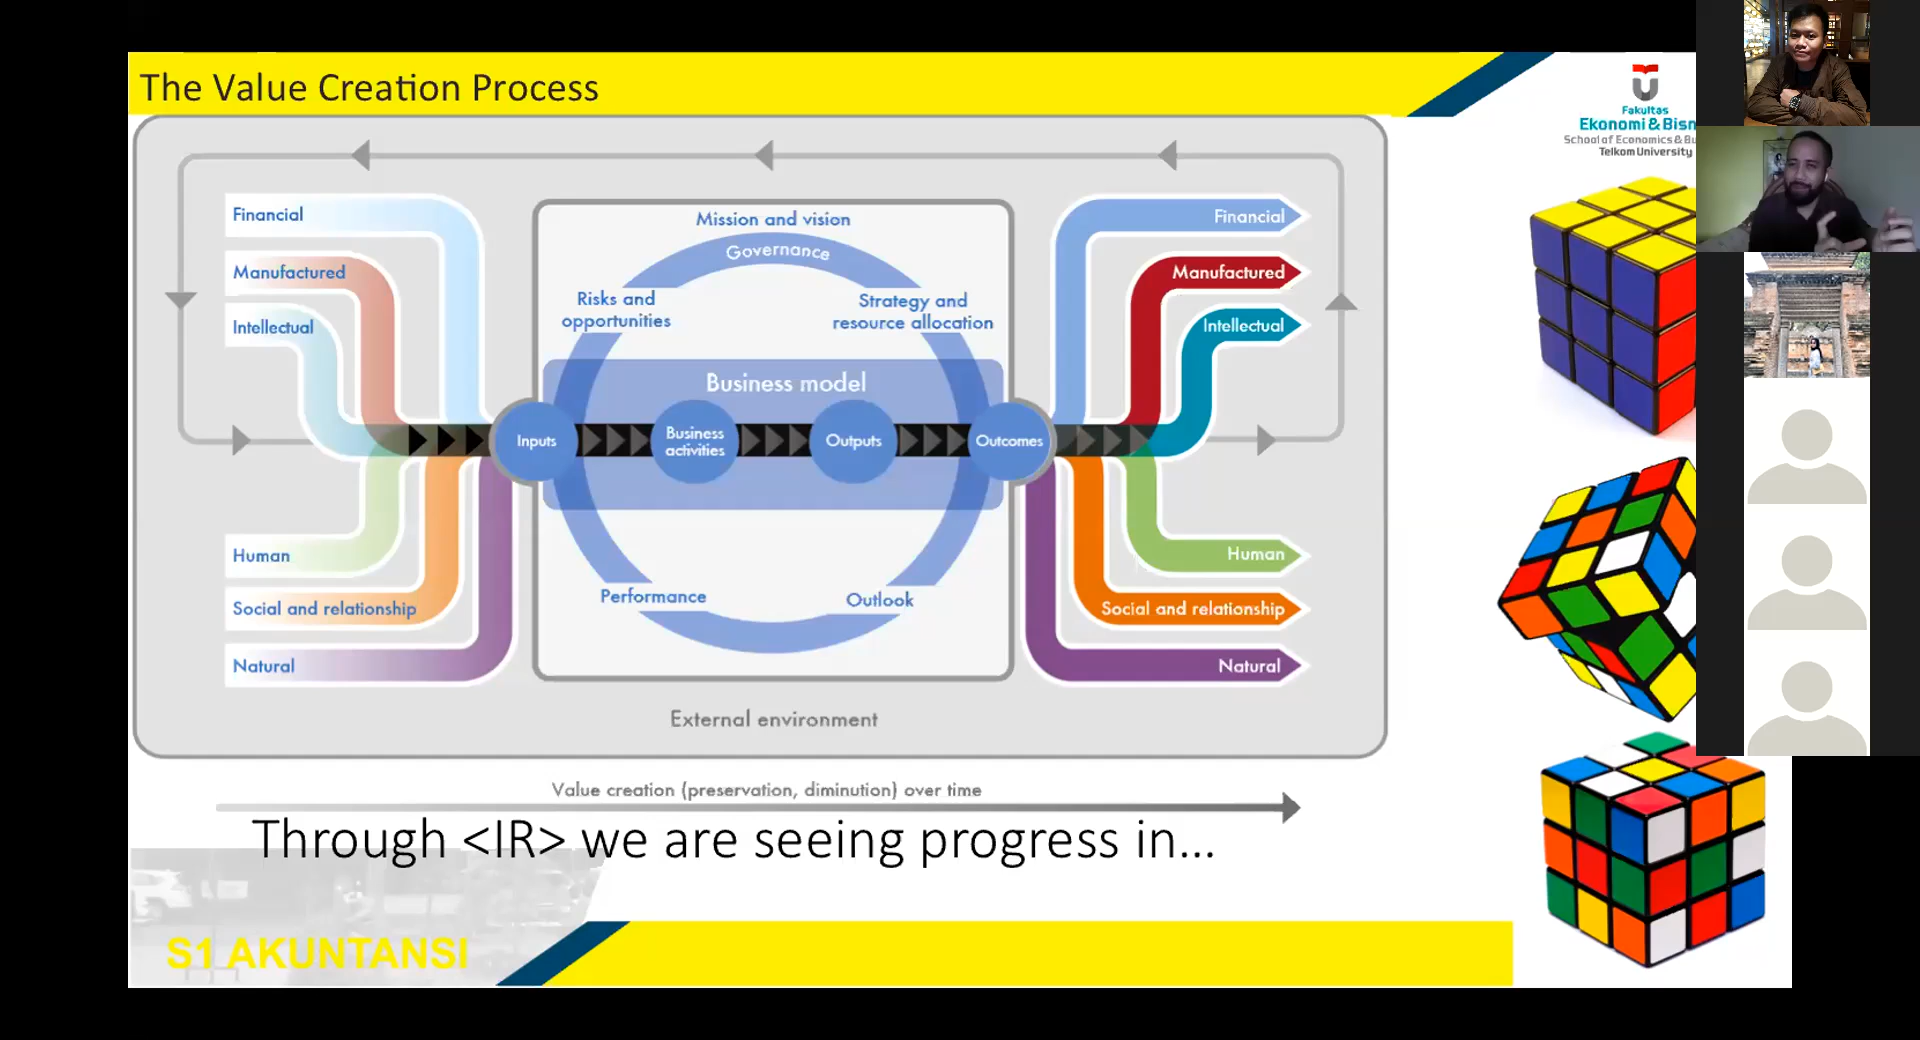 The Value Creation Process
Fakultas
Ekonomi & Bisn
School of Economics & Bu
Telkom University
Financial
Manufactured
Intellectual
Human
Social and relationship
Natural
Mission and vision
Governance
Risks and
opportunities
Strategy and
resource allocation
Business model
Inputs
Business
activities
Outputs
Outcomes
Performance
Outlook
Financial
Manufactured
Intellectual
Human
Social and relationship
Natural
External environment
Value creation (preservation, diminution) over time
Through <IR> we are seeing progress in...
S1 AKUNTANSI